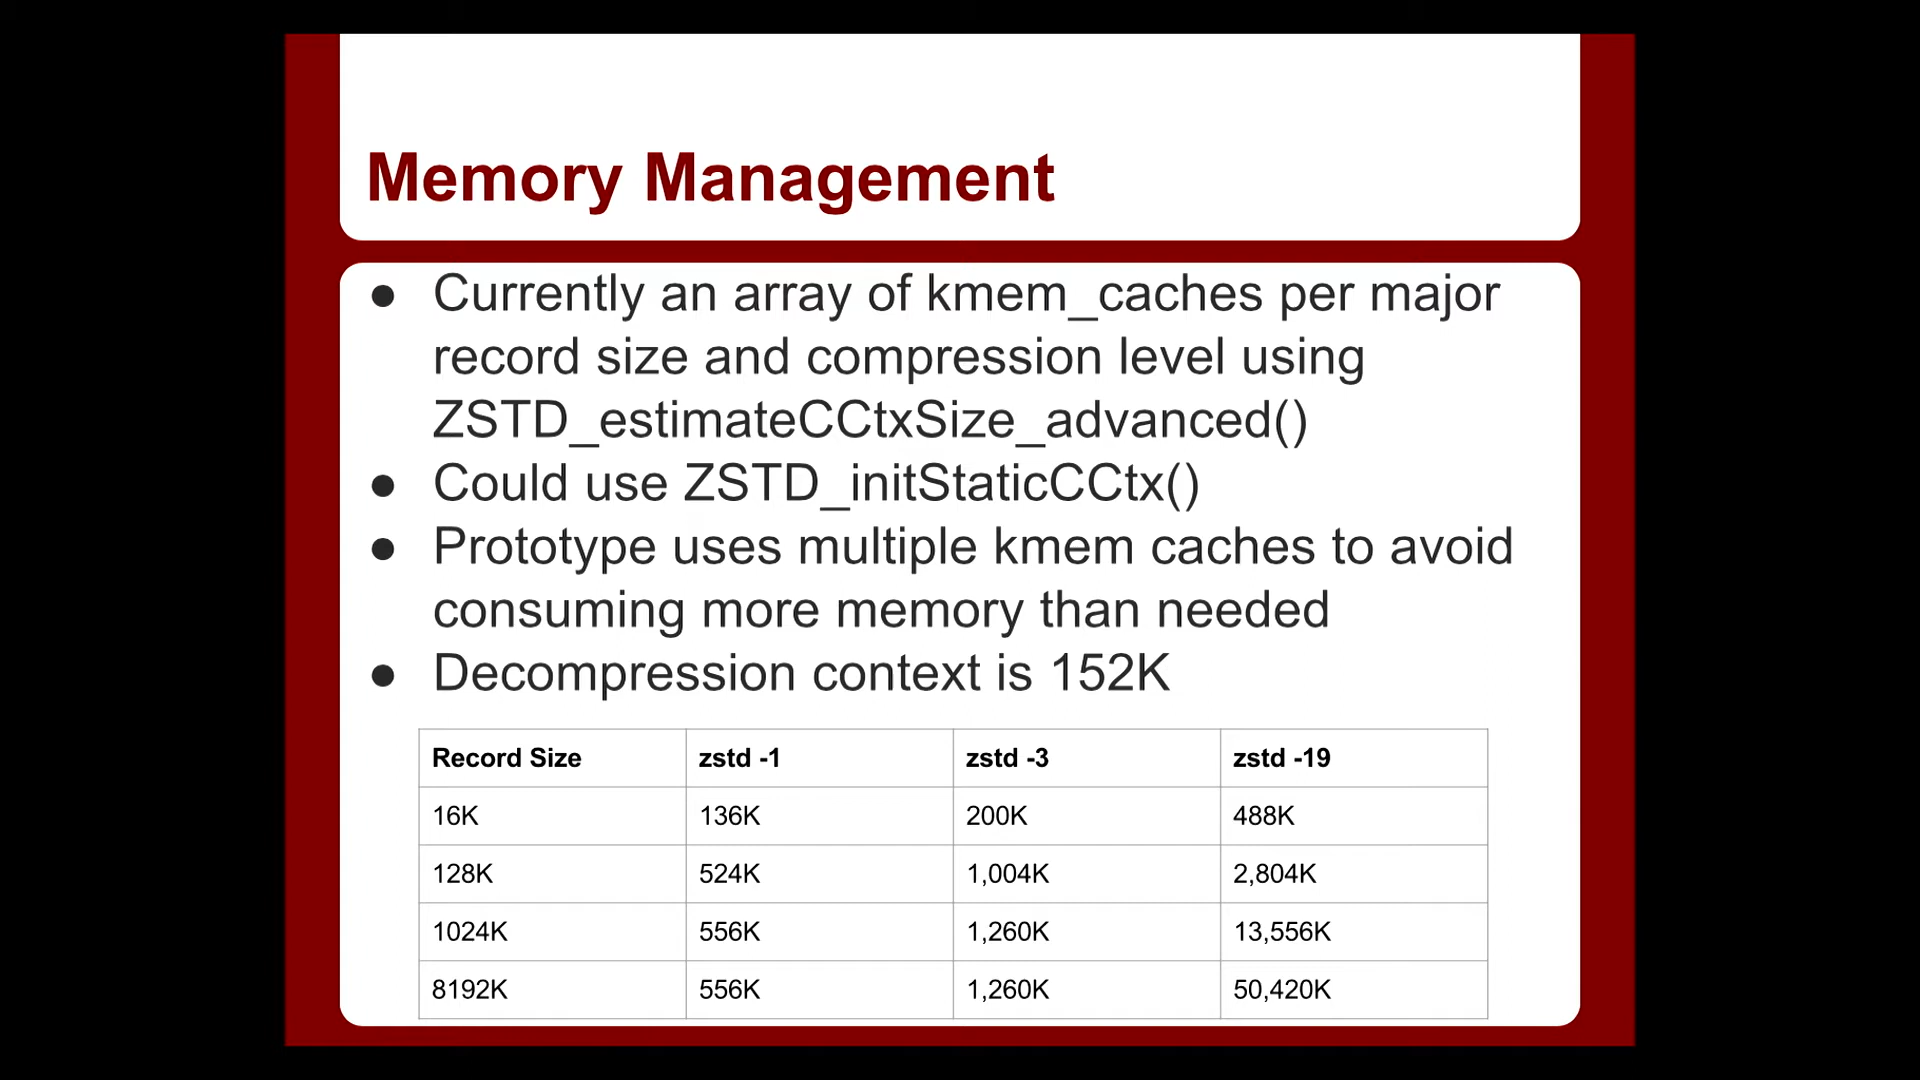 Memory Management
● Currently an array of kmem_caches per major
record size and compression level using
ZSTD_estimateCCtxSize_advanced()
● Could use ZSTD_initStaticCCtx()
● Prototype uses multiple kmem caches to avoid
consuming more memory than needed
● Decompression context is 152K
Record Size zstd -1 zstd -3 zstd -19
16K 136K 200K 488K
128K 524K 1,004K 2,804K
1024K 556K 1,260K 13,556K
8192K 556K 1,260K 50,420K